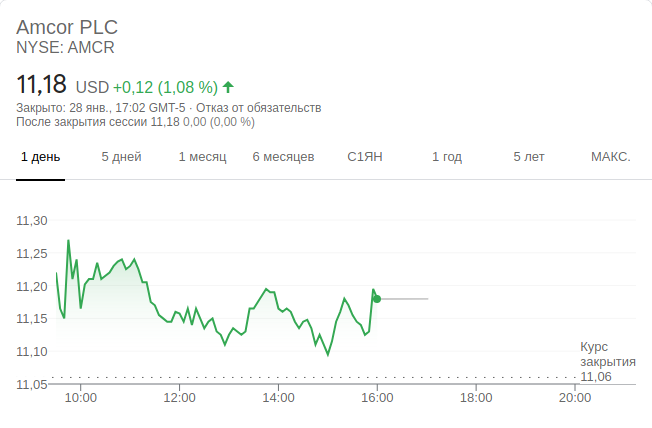 Amcor PLC
NYSE: AMCR
11,18 USD +0,12 (1,08 %)
Закрыто: 28 янв., 17:02 GMT-5 · Отказ от обязательств
После закрытия сессии 11,18 0,00 (0,00 %)
1 день 5 дней 1 месяц 6 месяцев С1ЯН 1 год 5 лет МАКС.
11,30
11,25
11,20
11,15
11,10
11,05
Курс
закрытия
11,06
10:00 12:00 14:00 16:00 18:00 20:00